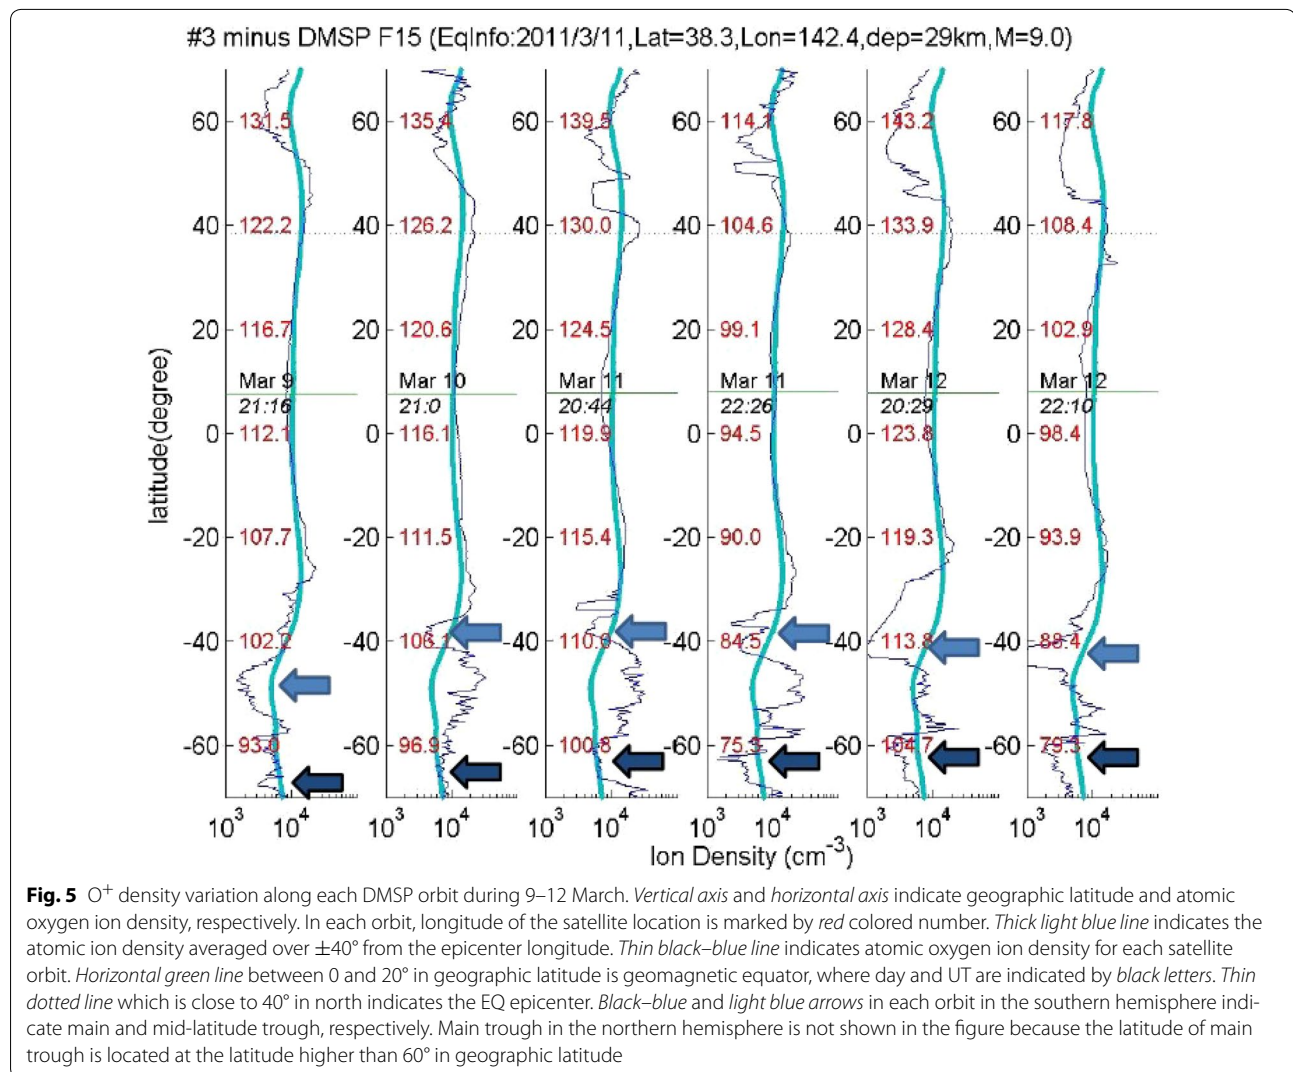 #3 minus DMSP F15 (EqInfo:2011/3/11,Lat=38.3,Lon=142.4,dep=29km,M=9.0)
60 131.5 60 135.4 60 139.5 60 114.1 60 143.2 60 117.8
40 122.2 40 126.2 40 130.0 40 104.6 40 133.9 40 108.4
20 116.7 20 120.6 20 124.5 20 99.1 20 128.4 20 102.9
Mar 9 Mar 10 Mar 11 Mar 11 Mar 12 Mar 12
21:16 21:0 20:44 22:26 20:29 22:10
0 112.1 0 116.1 0 119.9 0 94.5 0 123.8 0 98.4
-20 107.7 -20 111.5 -20 115.4 -20 90.0 -20 119.3 -20 93.9
-40 102.2 -40 106.1 -40 110.0 -40 84.5 -40 113.8 -40 88.4
-60 93.0 -60 96.9 -60 100.8 -60 75.3 -60 104.7 -60 79.3
latitude(degree)
10³ 10⁴ 10³ 10⁴ 10³ 10⁴ 10³ 10⁴ 10³ 10⁴ 10³ 10⁴
Ion Density (cm⁻³)
Fig. 5 O⁺ density variation along each DMSP orbit during 9–12 March. Vertical axis and horizontal axis indicate geographic latitude and atomic
oxygen ion density, respectively. In each orbit, longitude of the satellite location is marked by red colored number. Thick light blue line indicates the
atomic ion density averaged over ±40° from the epicenter longitude. Thin black–blue line indicates atomic oxygen ion density for each satellite
orbit. Horizontal green line between 0 and 20° in geographic latitude is geomagnetic equator, where day and UT are indicated by black letters. Thin
dotted line which is close to 40° in north indicates the EQ epicenter. Black–blue and light blue arrows in each orbit in the southern hemisphere indi-
cate main and mid-latitude trough, respectively. Main trough in the northern hemisphere is not shown in the figure because the latitude of main
trough is located at the latitude higher than 60° in geographic latitude